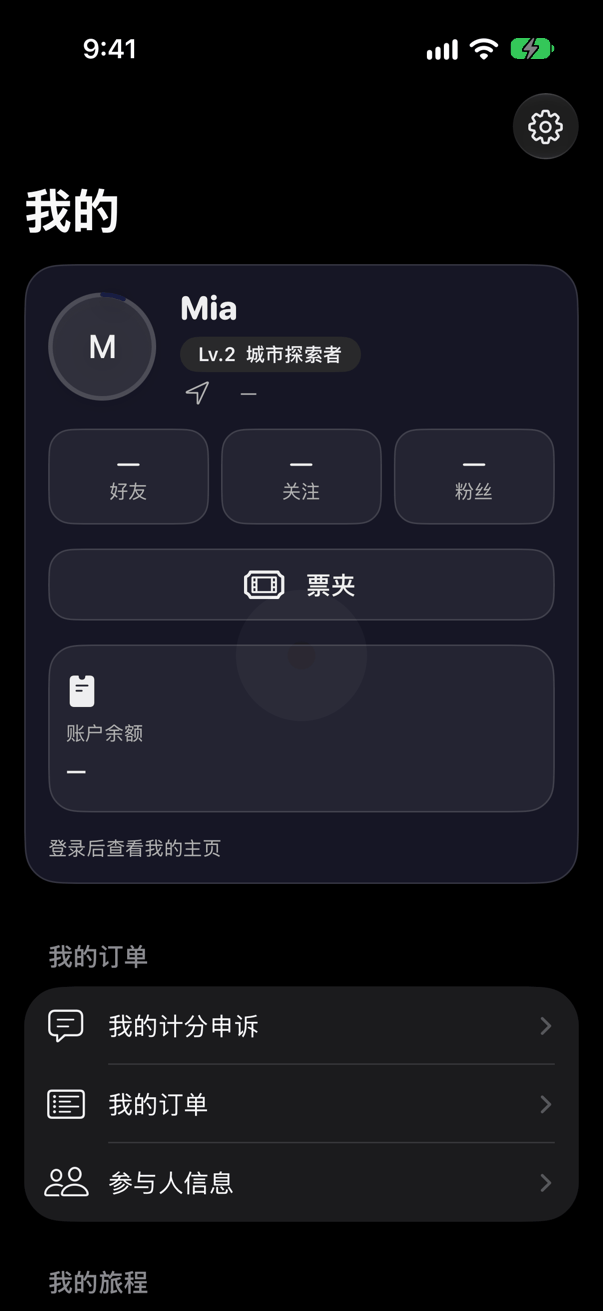 9:41
我的
M
Mia
Lv.2 城市探索者
—
— — —
好友 关注 粉丝
票夹
账户余额
—
登录后查看我的主页
我的订单
我的计分申诉
我的订单
参与人信息
我的旅程